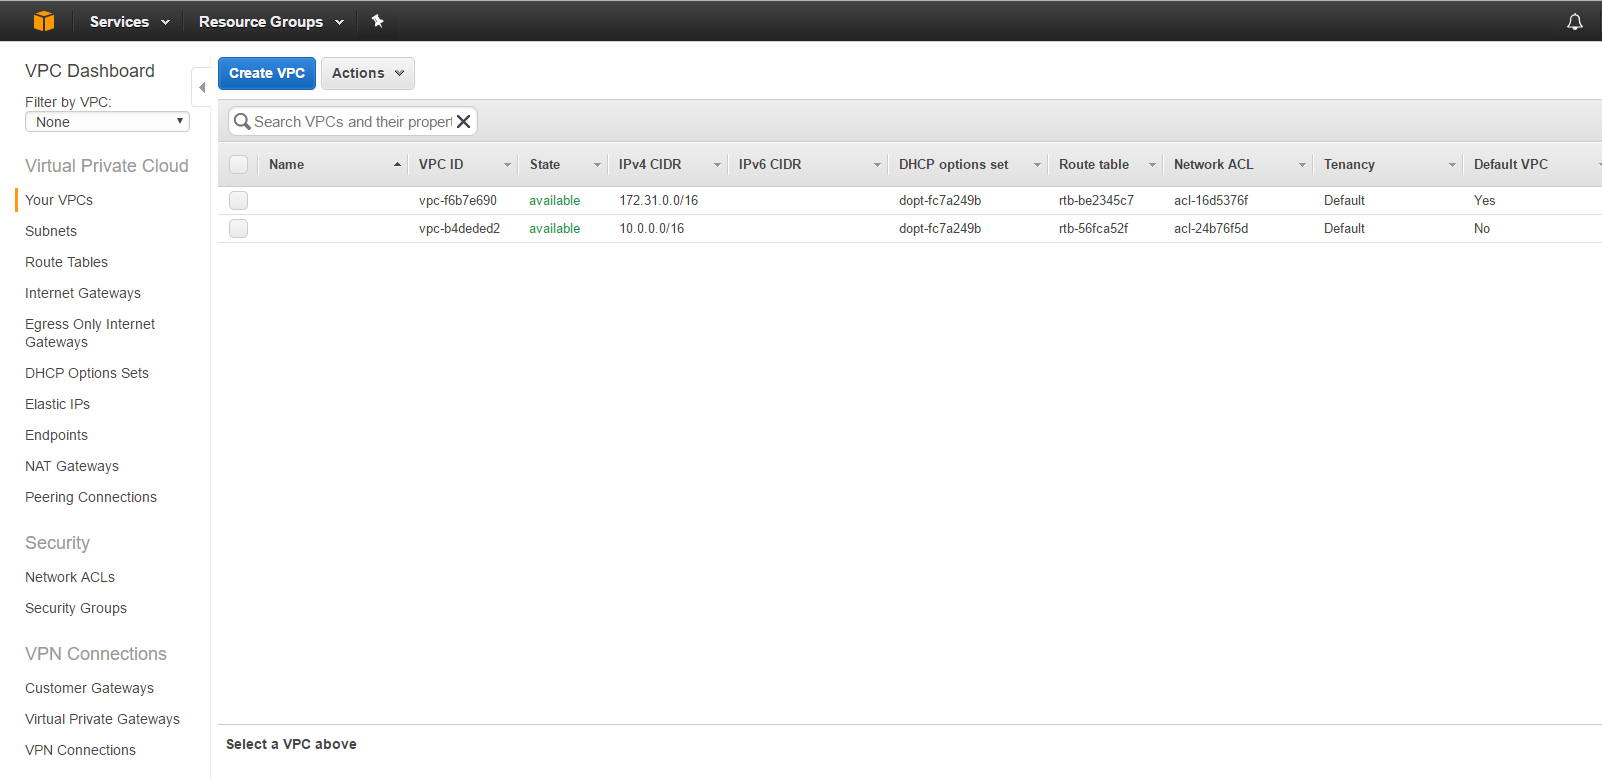 Services
Resource Groups
VPC Dashboard
Filter by VPC:
None
Virtual Private Cloud
Your VPCs
Subnets
Route Tables
Internet Gateways
Egress Only Internet
Gateways
DHCP Options Sets
Elastic IPs
Endpoints
NAT Gateways
Peering Connections
Security
Network ACLs
Security Groups
VPN Connections
Customer Gateways
Virtual Private Gateways
VPN Connections
Create VPC
Actions
Search VPCs and their propert
Name VPC ID State IPv4 CIDR IPv6 CIDR DHCP options set Route table Network ACL Tenancy Default VPC
vpc-f6b7e690 available 172.31.0.0/16 dopt-fc7a249b rtb-be2345c7 acl-16d5376f Default Yes
vpc-b4deded2 available 10.0.0.0/16 dopt-fc7a249b rtb-56fca52f acl-24b76f5d Default No
Select a VPC above